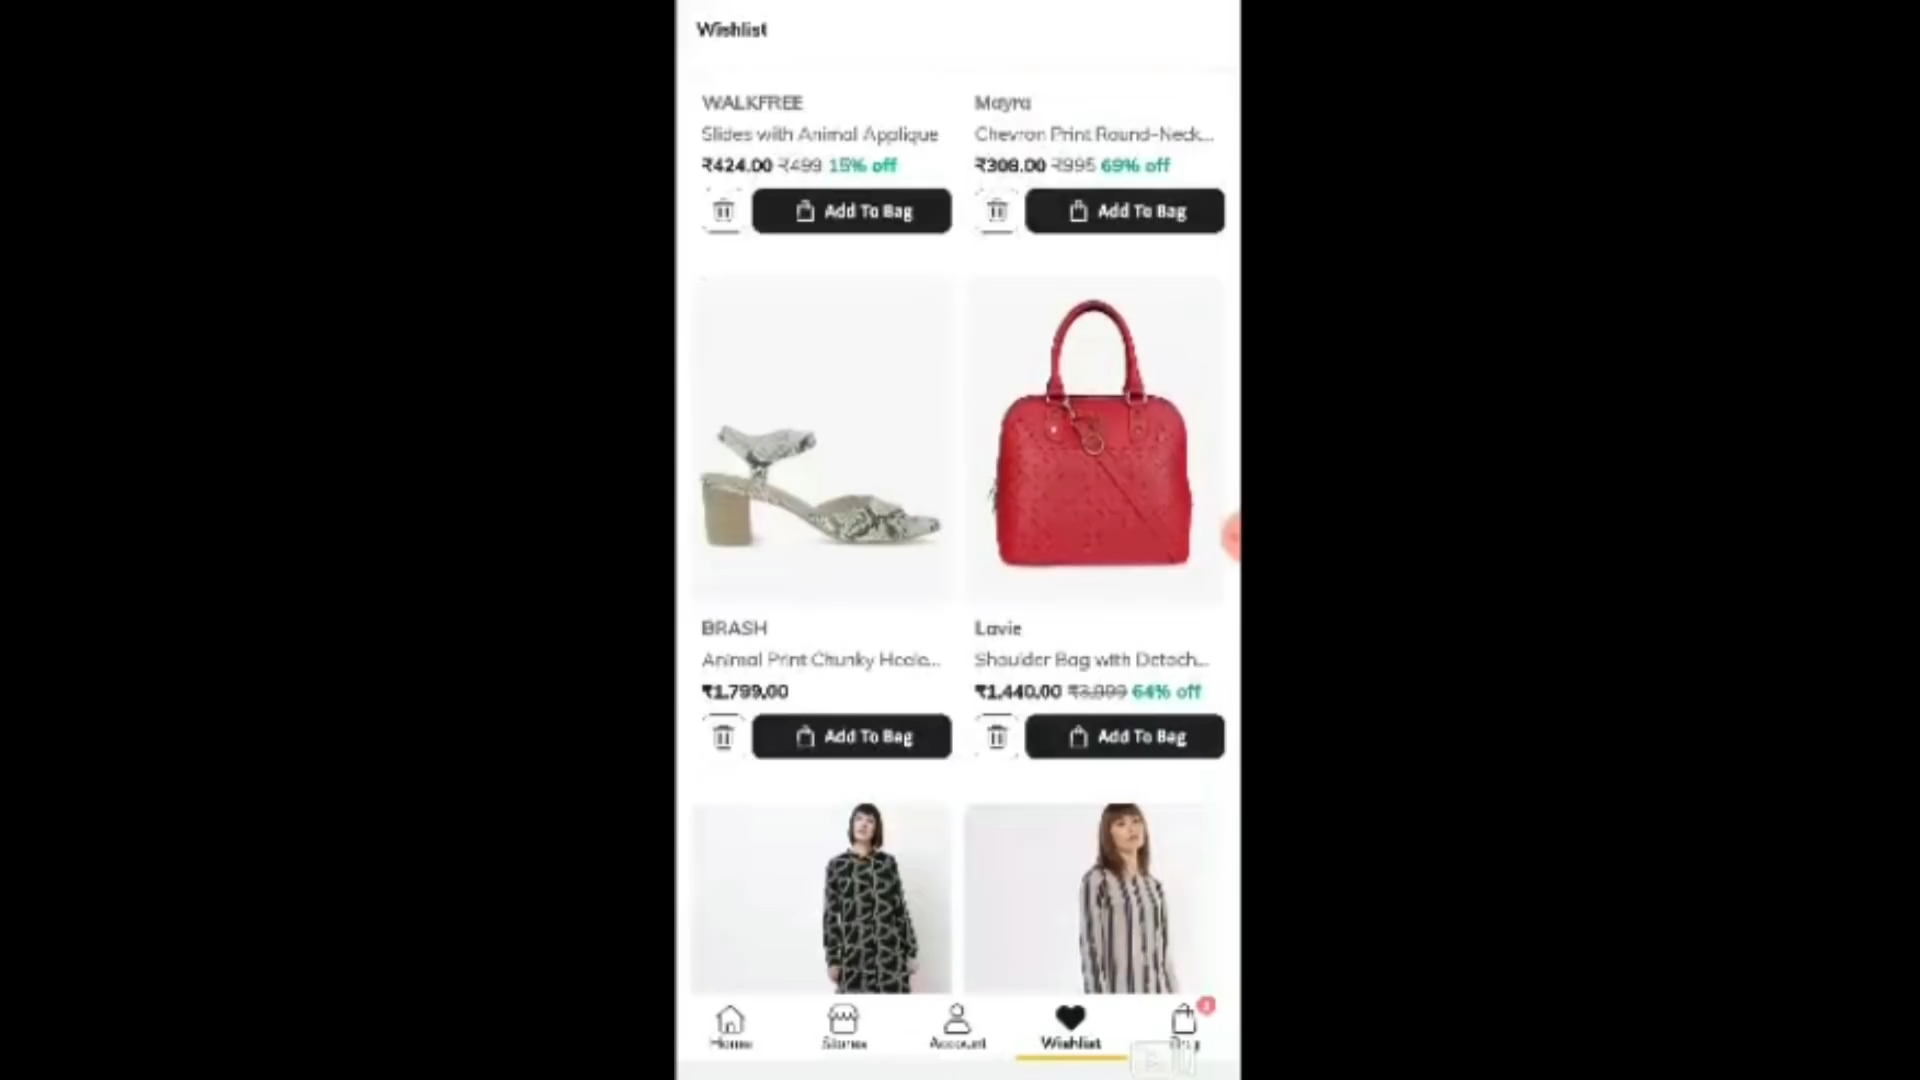 Wishlist
WALKFREE
Slides with Animal Applique
₹424.00 ₹499 15% off
Add To Bag
Mayra
Chevron Print Round-Neck...
₹308.00 ₹995 69% off
Add To Bag
BRASH
Animal Print Chunky Heele...
₹1,799.00
Add To Bag
Lavie
Shoulder Bag with Detach...
₹1,440.00 ₹3,999 64% off
Add To Bag
Home
Stores
Account
Wishlist